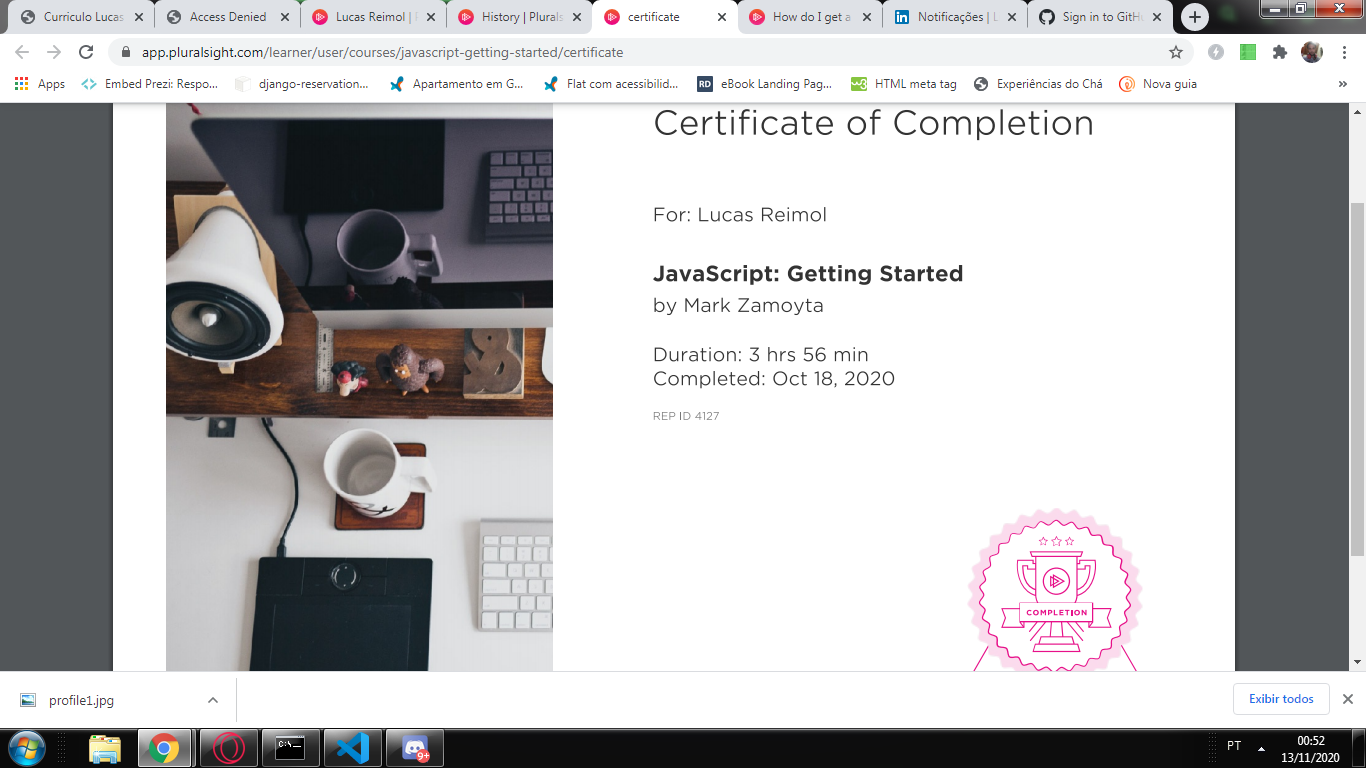 Curriculo Lucas
Access Denied
Lucas Reimol |
History | Plurals
certificate
How do I get a
Notificações | L
Sign in to GitHu
app.pluralsight.com/learner/user/courses/javascript-getting-started/certificate
Apps
Embed Prezi: Respo...
django-reservation...
Apartamento em G...
Flat com acessibilid...
RD
eBook Landing Pag...
HTML meta tag
Experiências do Chá
Nova guia
»
Certificate of Completion
For: Lucas Reimol
JavaScript: Getting Started
by Mark Zamoyta
Duration: 3 hrs 56 min
Completed: Oct 18, 2020
REP ID 4127
COMPLETION
profile1.jpg
Exibir todos
C:\.
9+
PT
00:52
13/11/2020